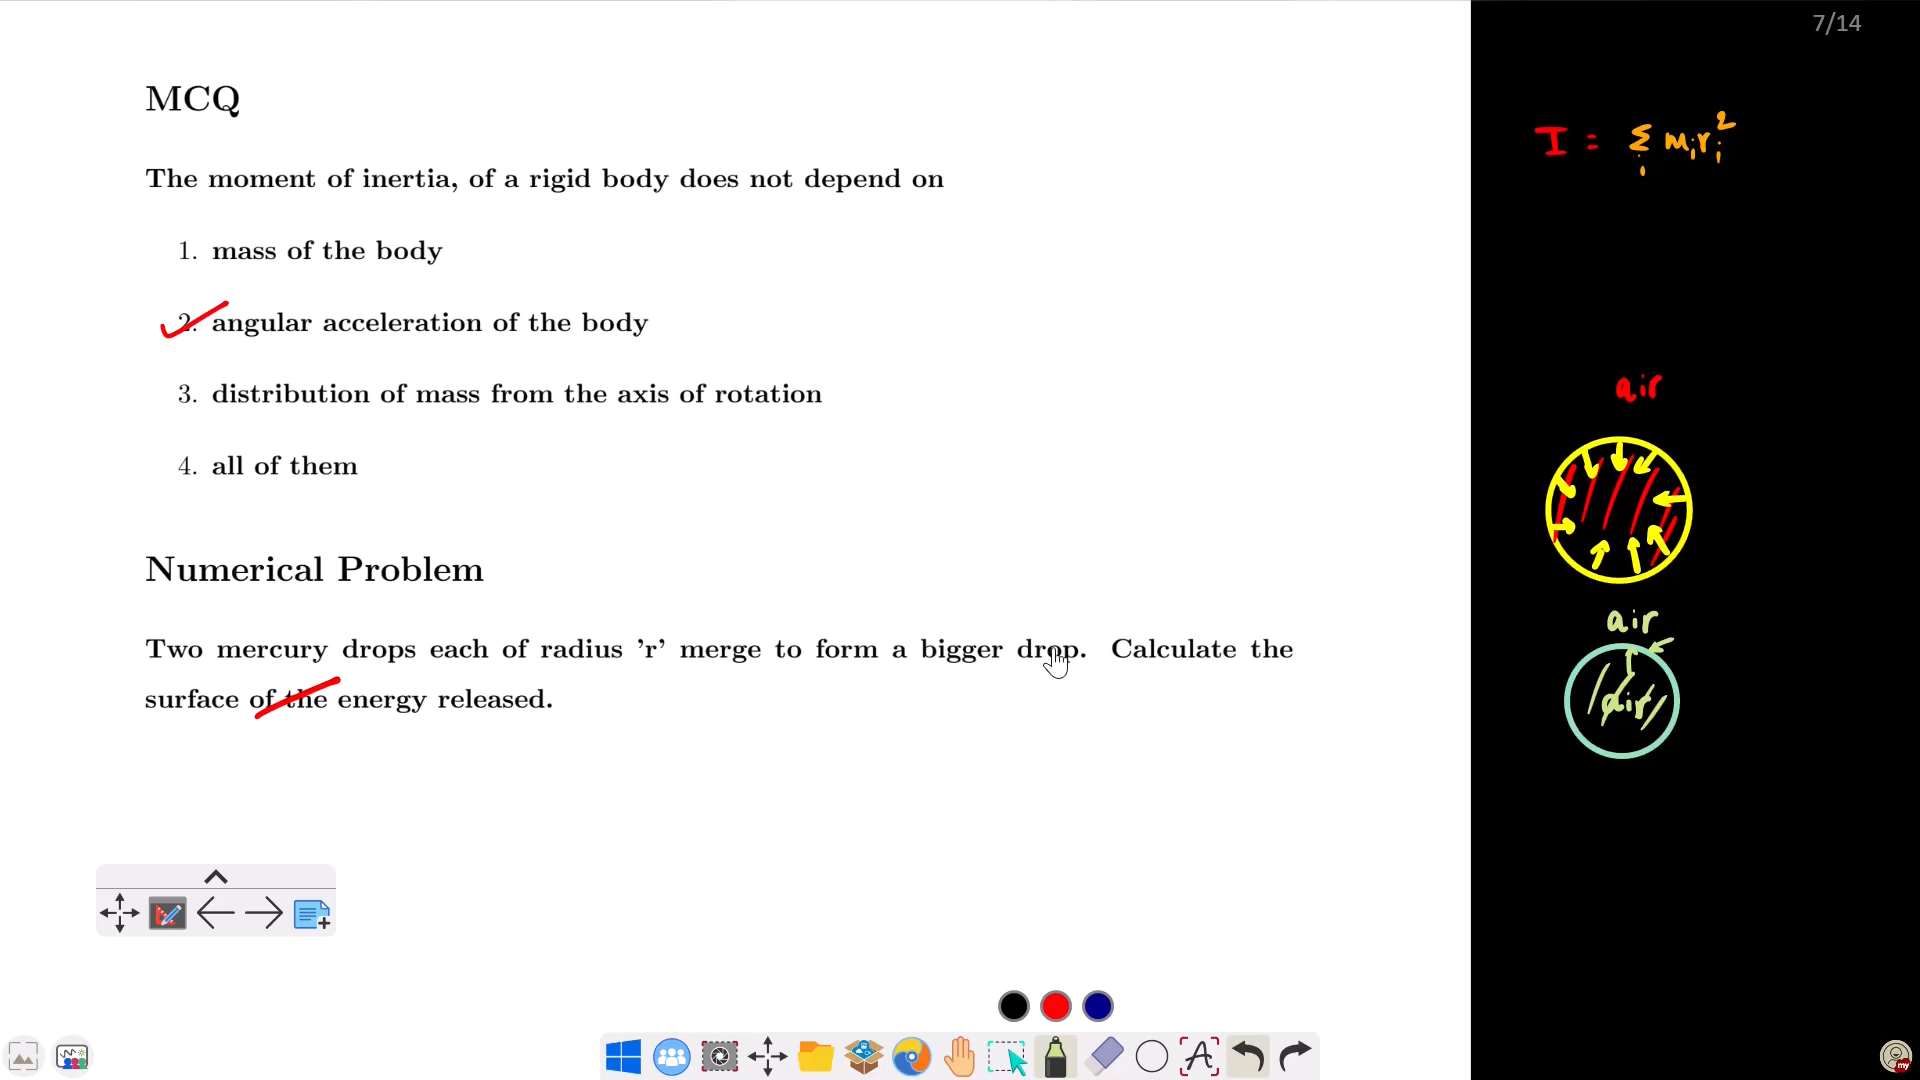 7/14
MCQ
The moment of inertia, of a rigid body does not depend on
1. mass of the body
2. angular acceleration of the body
3. distribution of mass from the axis of rotation
4. all of them
Numerical Problem
Two mercury drops each of radius ’r’ merge to form a bigger drop. Calculate the
surface of the energy released.
I = Σ mᵢrᵢ²
i
air
air
air
my